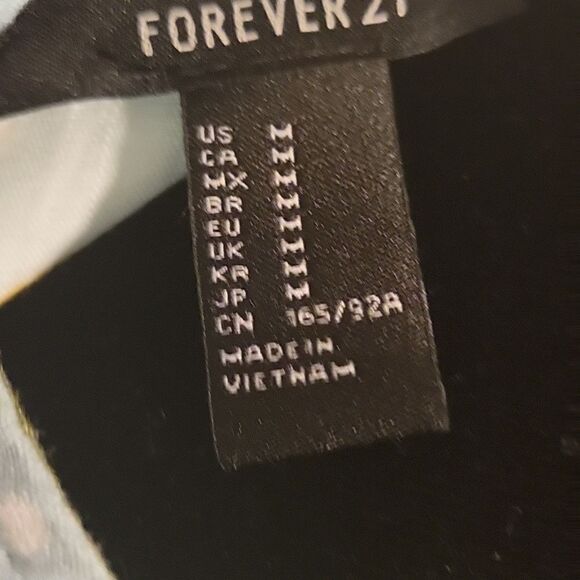 FOREVER 21
US M
CA M
MX M
BR M
EU M
UK M
KR M
JP M
CN 165/92A
MADE IN
VIETNAM